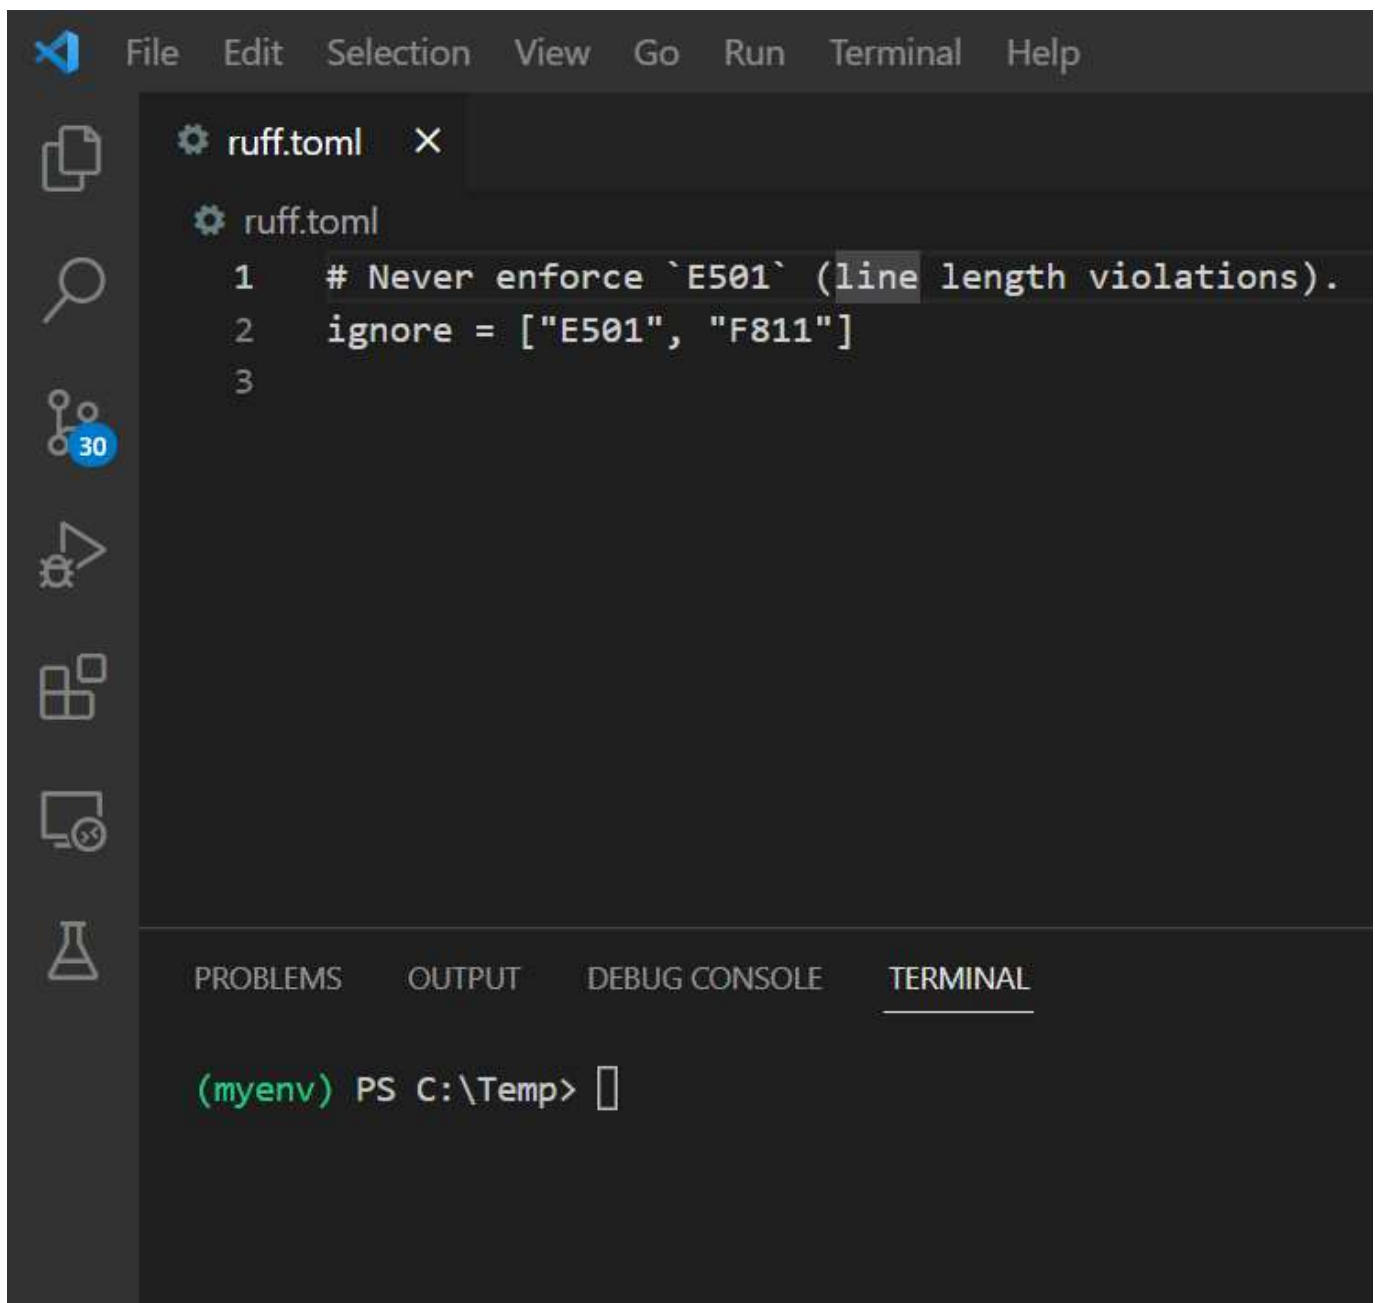 File Edit Selection View Go Run Terminal Help
ruff.toml
ruff.toml
1 # Never enforce `E501` (line length violations).
2 ignore = ["E501", "F811"]
3
30
PROBLEMS OUTPUT DEBUG CONSOLE TERMINAL
(myenv) PS C:\Temp>